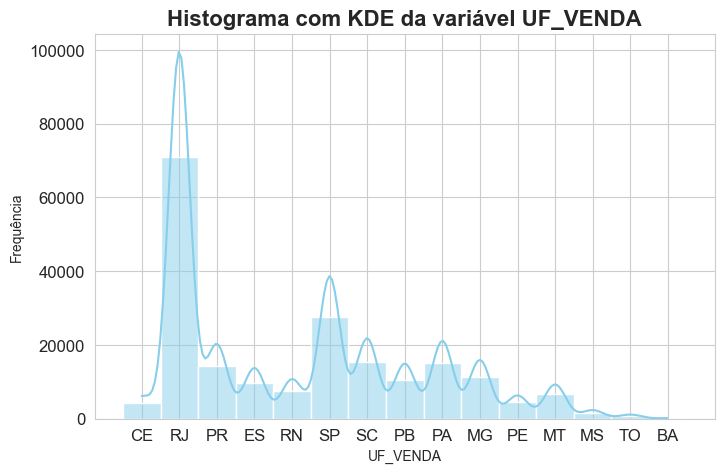 Histograma com KDE da variável UF_VENDA
100000
80000
60000
40000
20000
0
Frequência
CE RJ PR ES RN SP SC PB PA MG PE MT MS TO BA
UF_VENDA